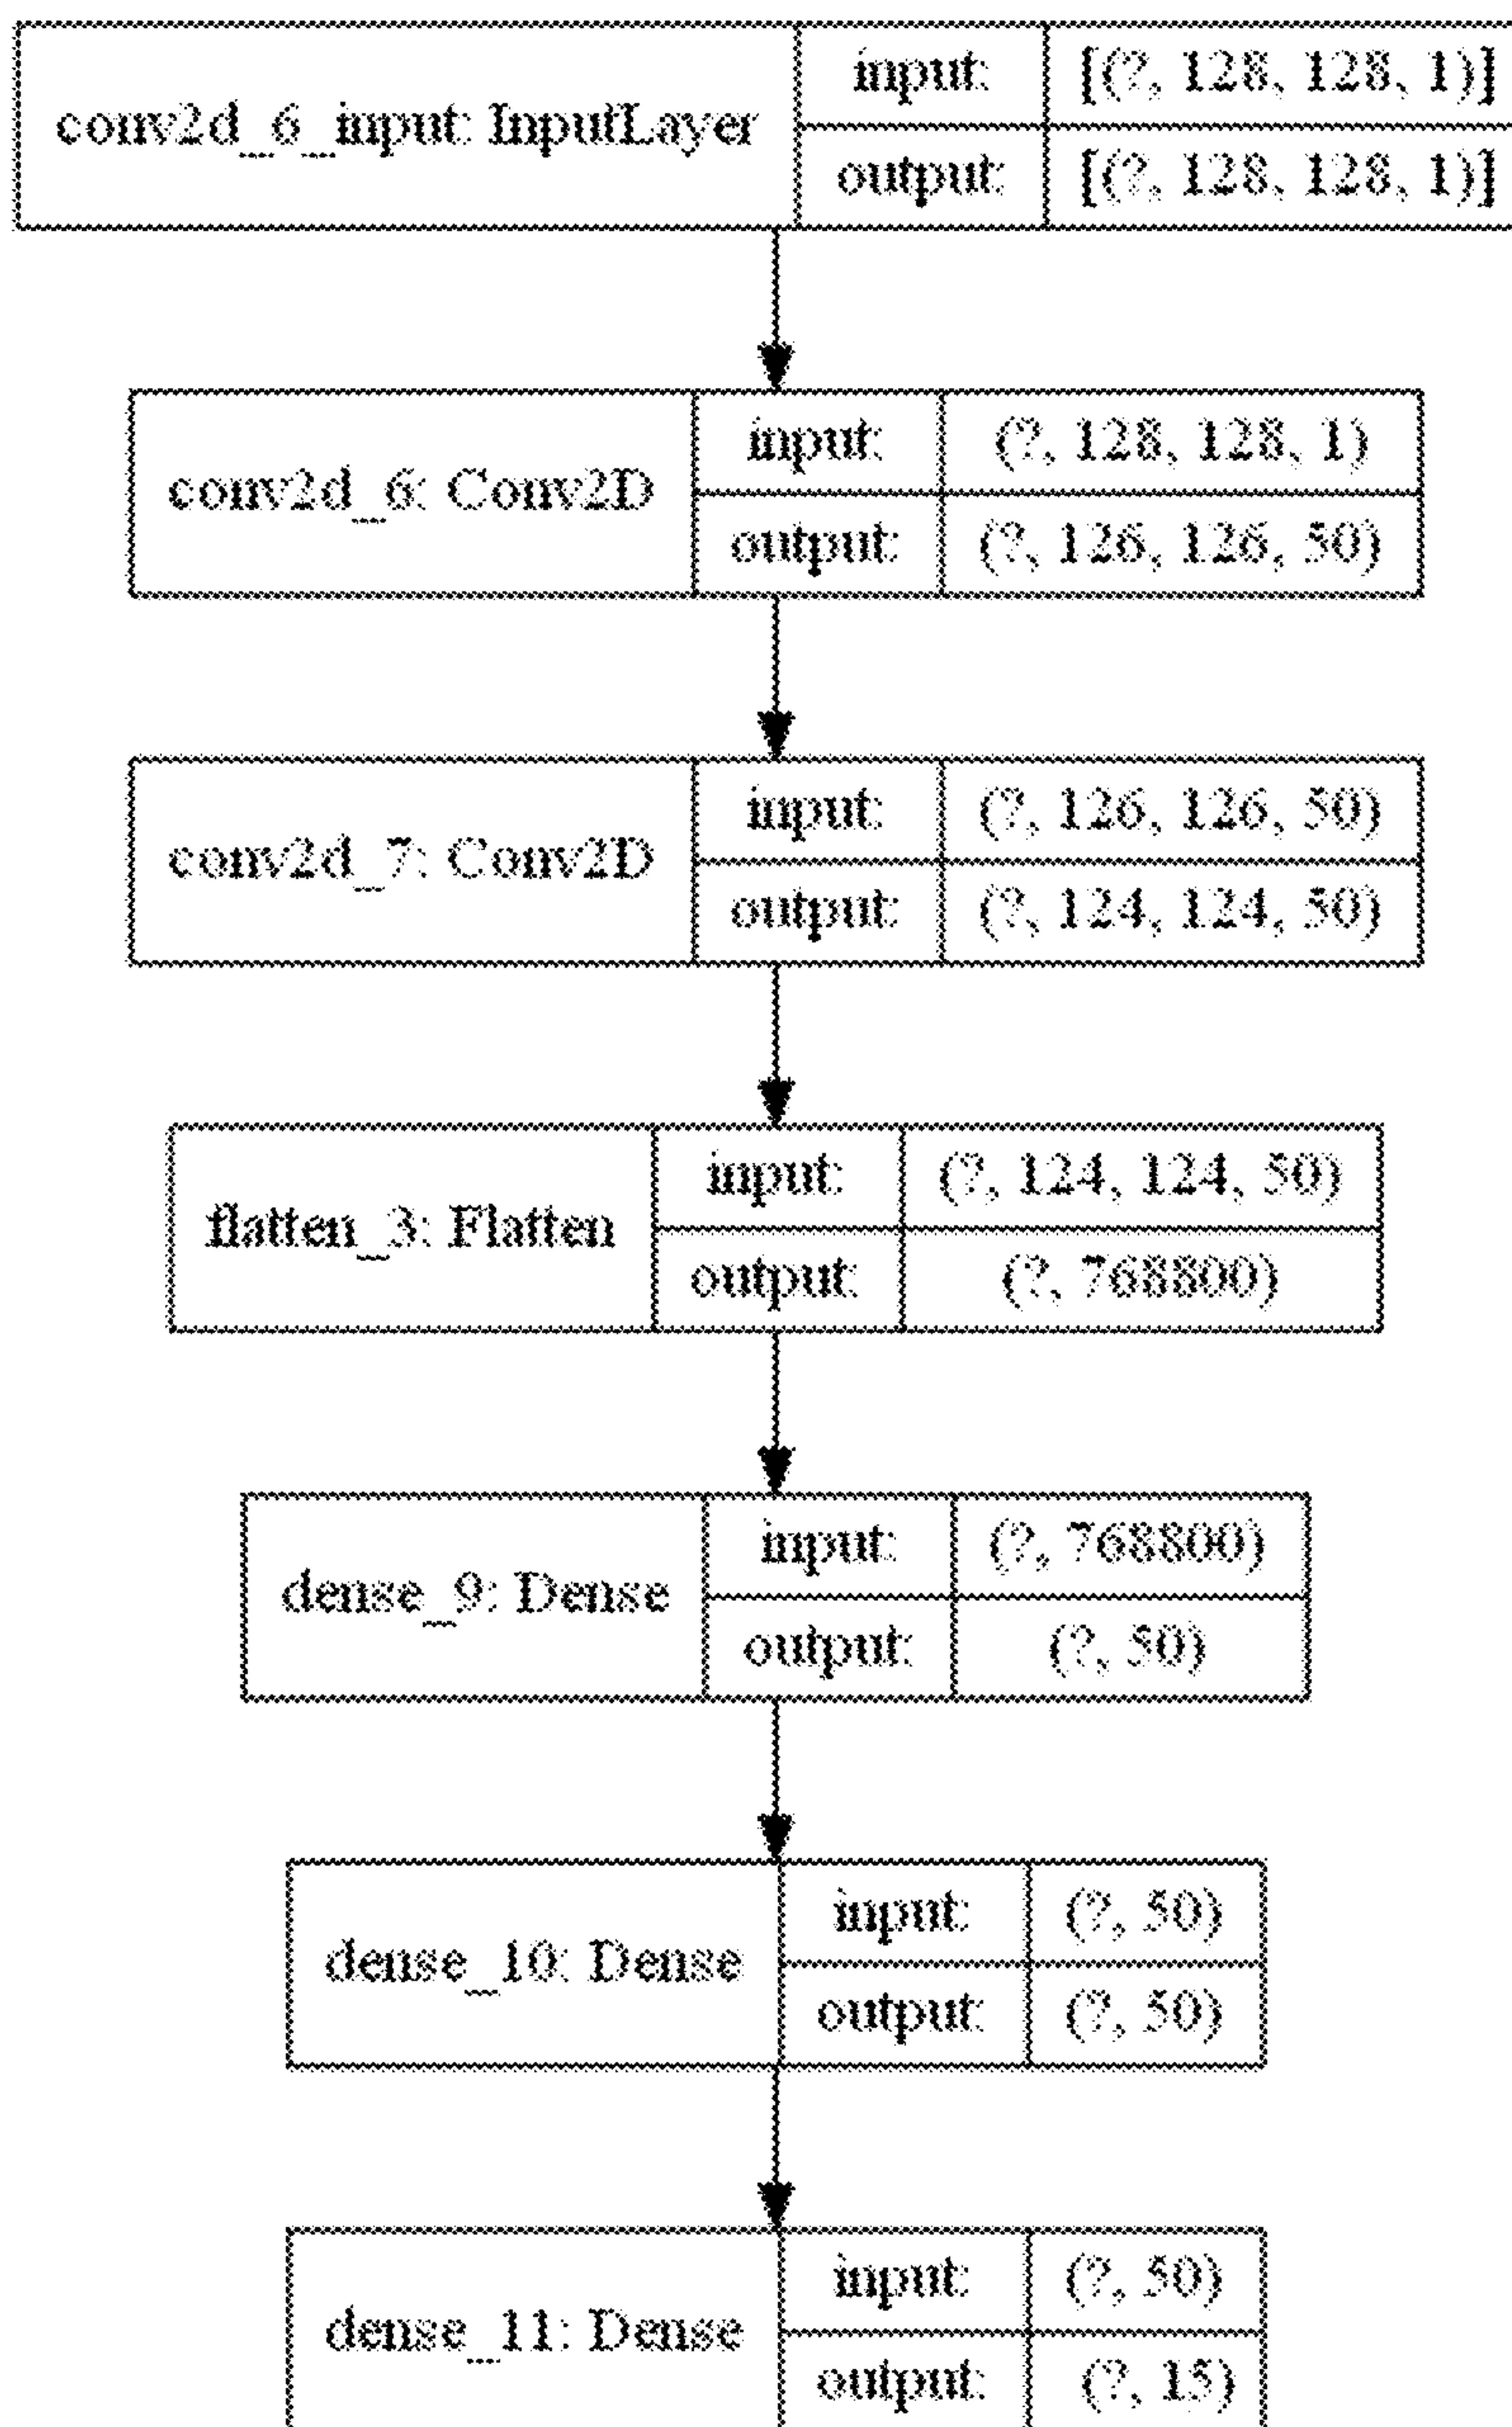 conv2d_6_input: InputLayer
input:
[(?, 128, 128, 1)]
output:
[(?, 128, 128, 1)]
conv2d_6: Conv2D
input:
(?, 128, 128, 1)
output:
(?, 126, 126, 50)
conv2d_7: Conv2D
input:
(?, 126, 126, 50)
output:
(?, 124, 124, 50)
flatten_3: Flatten
input:
(?, 124, 124, 50)
output:
(?, 768800)
dense_9: Dense
input:
(?, 768800)
output:
(?, 50)
dense_10: Dense
input:
(?, 50)
output:
(?, 50)
dense_11: Dense
input:
(?, 50)
output:
(?, 15)